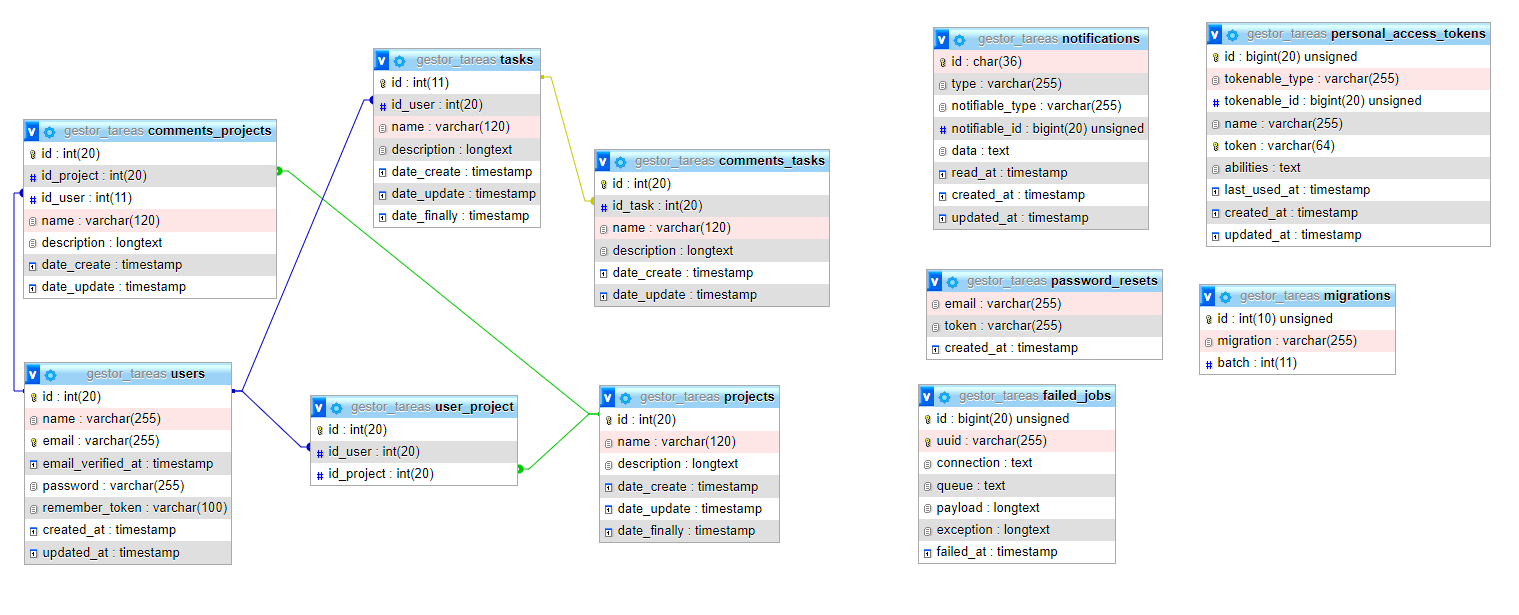 gestor_tareas comments_projects
id : int(20)
id_project : int(20)
id_user : int(11)
name : varchar(120)
description : longtext
date_create : timestamp
date_update : timestamp
gestor_tareas users
id : int(20)
name : varchar(255)
email : varchar(255)
email_verified_at : timestamp
password : varchar(255)
remember_token : varchar(100)
created_at : timestamp
updated_at : timestamp
gestor_tareas tasks
id : int(11)
id_user : int(20)
name : varchar(120)
description : longtext
date_create : timestamp
date_update : timestamp
date_finally : timestamp
gestor_tareas user_project
id : int(20)
id_user : int(20)
id_project : int(20)
gestor_tareas comments_tasks
id : int(20)
id_task : int(20)
name : varchar(120)
description : longtext
date_create : timestamp
date_update : timestamp
gestor_tareas projects
id : int(20)
name : varchar(120)
description : longtext
date_create : timestamp
date_update : timestamp
date_finally : timestamp
gestor_tareas notifications
id : char(36)
type : varchar(255)
notifiable_type : varchar(255)
notifiable_id : bigint(20) unsigned
data : text
read_at : timestamp
created_at : timestamp
updated_at : timestamp
gestor_tareas password_resets
email : varchar(255)
token : varchar(255)
created_at : timestamp
gestor_tareas failed_jobs
id : bigint(20) unsigned
uuid : varchar(255)
connection : text
queue : text
payload : longtext
exception : longtext
failed_at : timestamp
gestor_tareas personal_access_tokens
id : bigint(20) unsigned
tokenable_type : varchar(255)
tokenable_id : bigint(20) unsigned
name : varchar(255)
token : varchar(64)
abilities : text
last_used_at : timestamp
created_at : timestamp
updated_at : timestamp
gestor_tareas migrations
id : int(10) unsigned
migration : varchar(255)
batch : int(11)